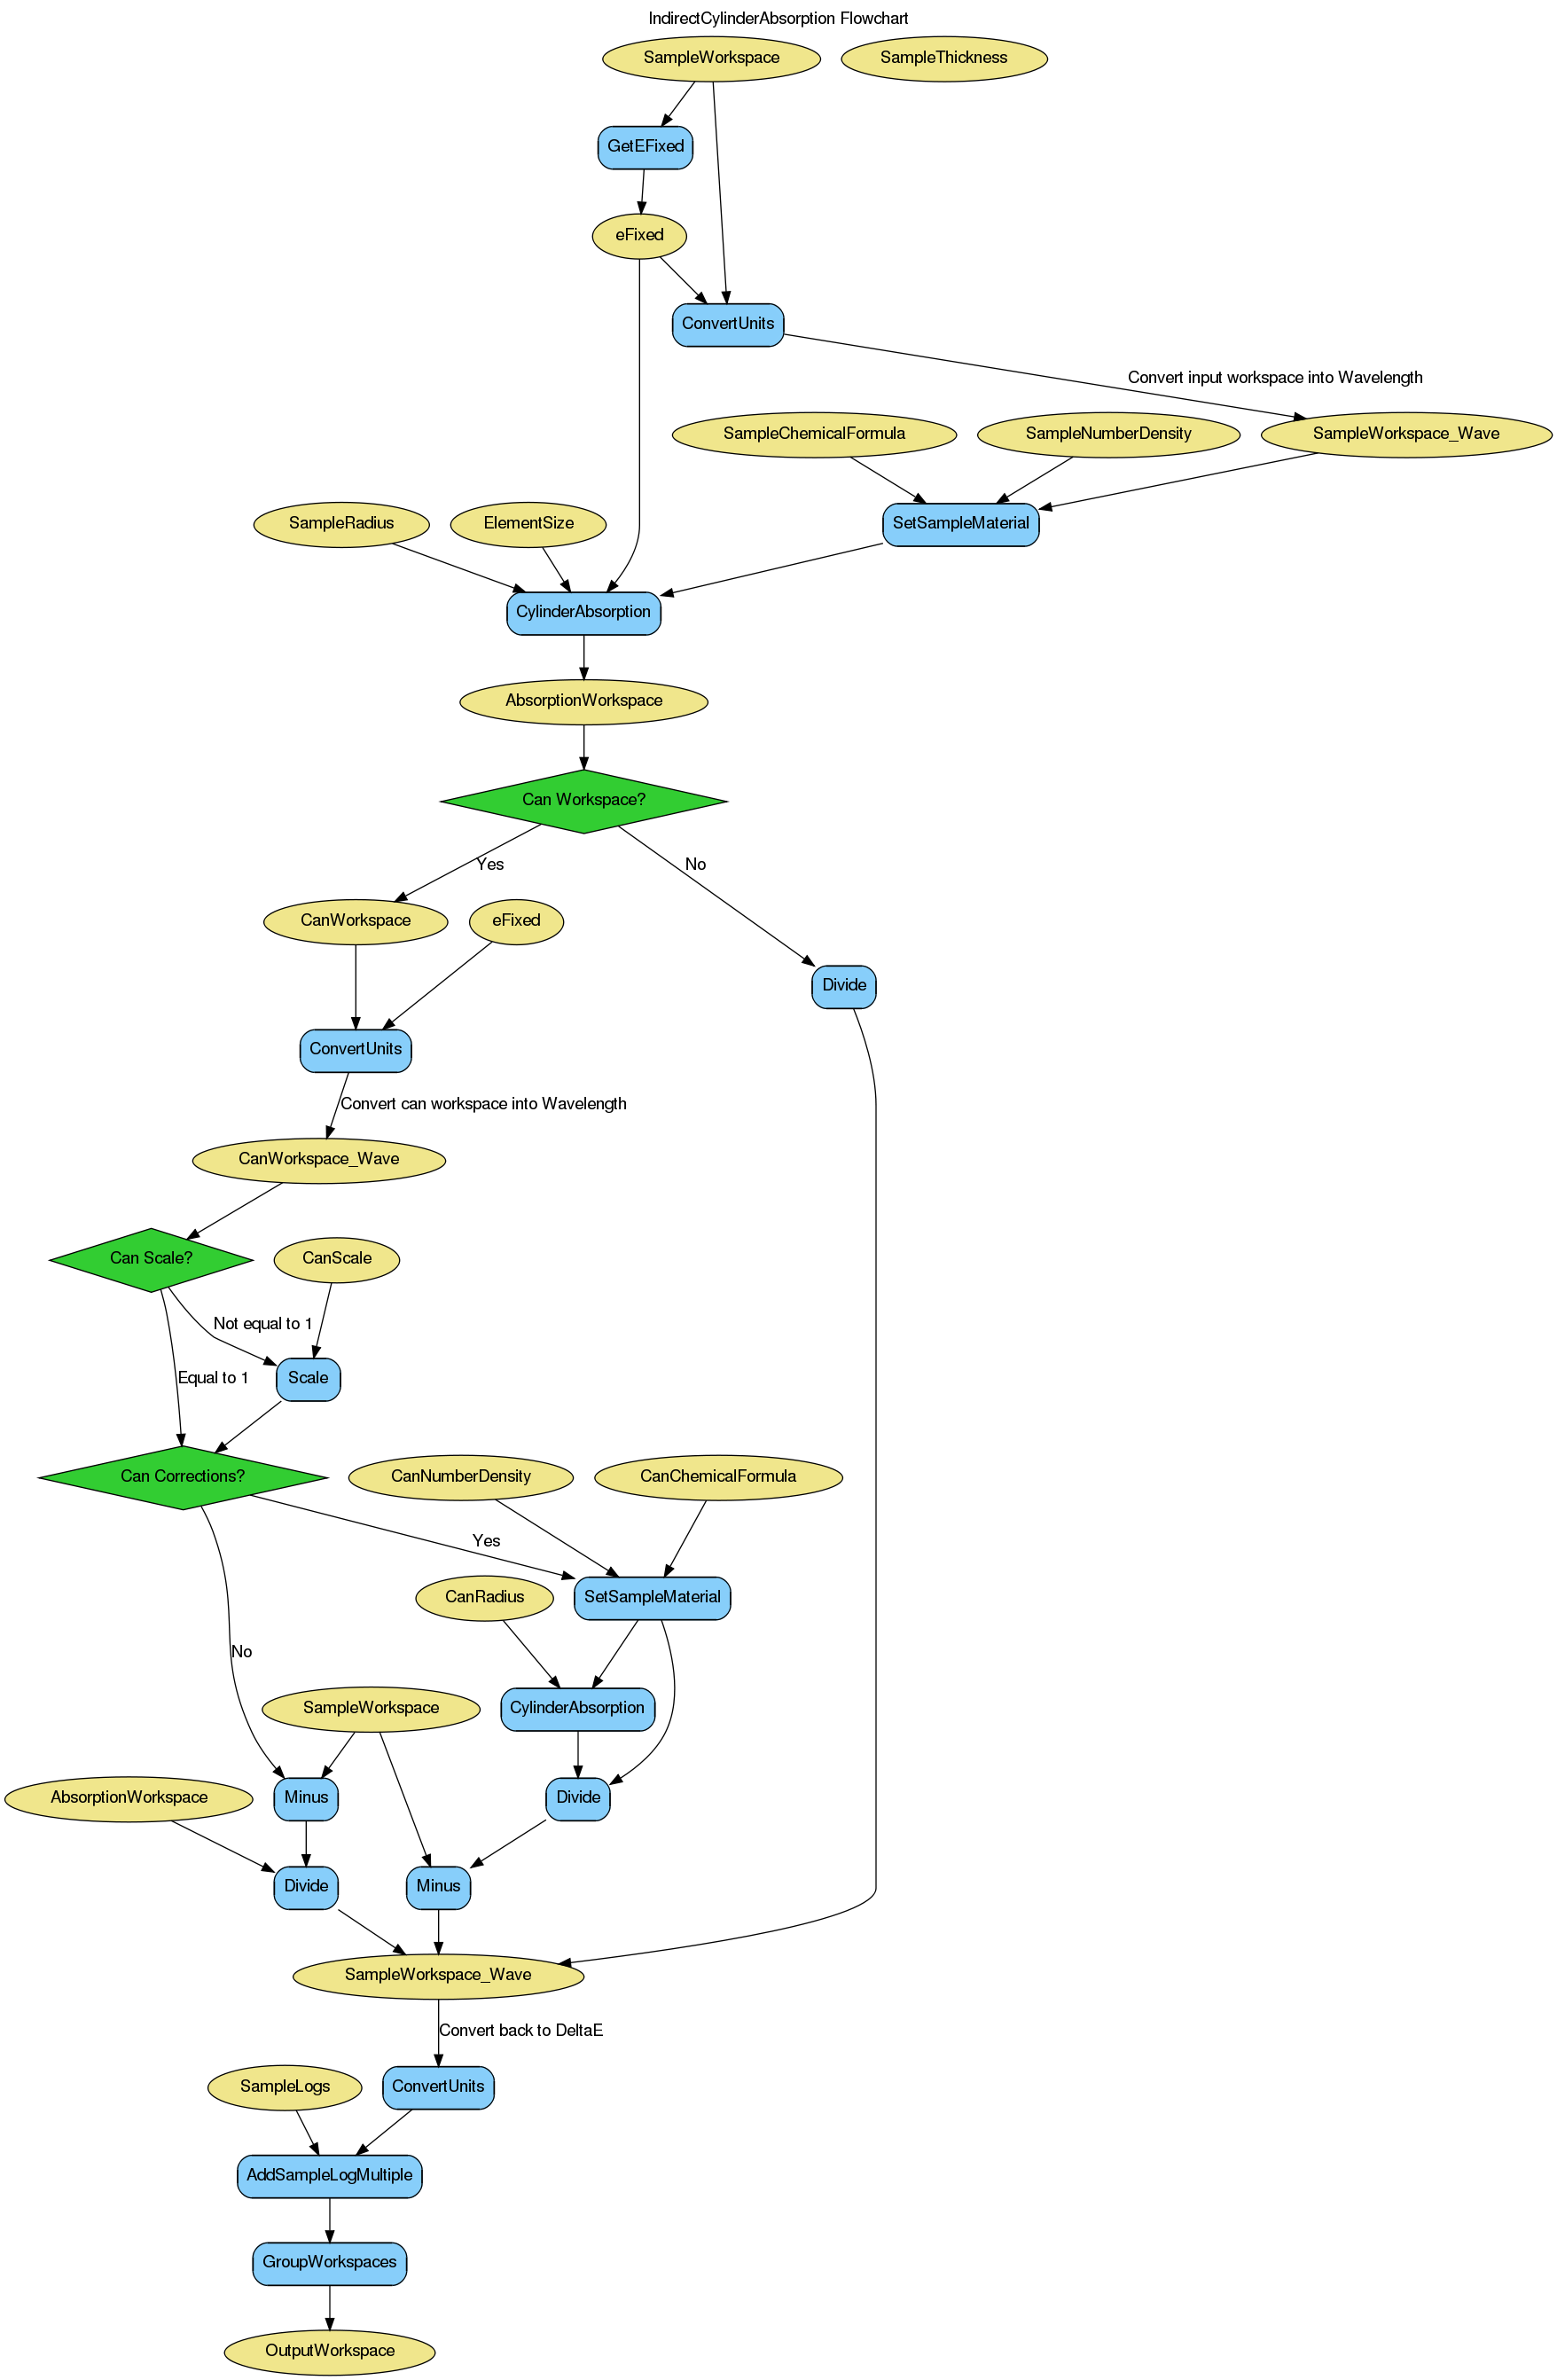 IndirectCylinderAbsorption Flowchart
SampleWorkspace
SampleThickness
GetEFixed
eFixed
ConvertUnits
Convert input workspace into Wavelength
SampleChemicalFormula
SampleNumberDensity
SampleWorkspace_Wave
SampleRadius
ElementSize
SetSampleMaterial
CylinderAbsorption
AbsorptionWorkspace
Can Workspace?
Yes
No
CanWorkspace
eFixed
Divide
ConvertUnits
Convert can workspace into Wavelength
CanWorkspace_Wave
Can Scale?
CanScale
Not equal to 1
Equal to 1
Scale
Can Corrections?
CanNumberDensity
CanChemicalFormula
Yes
CanRadius
SetSampleMaterial
No
SampleWorkspace
CylinderAbsorption
AbsorptionWorkspace
Minus
Divide
Divide
Minus
SampleWorkspace_Wave
Convert back to DeltaE
SampleLogs
ConvertUnits
AddSampleLogMultiple
GroupWorkspaces
OutputWorkspace